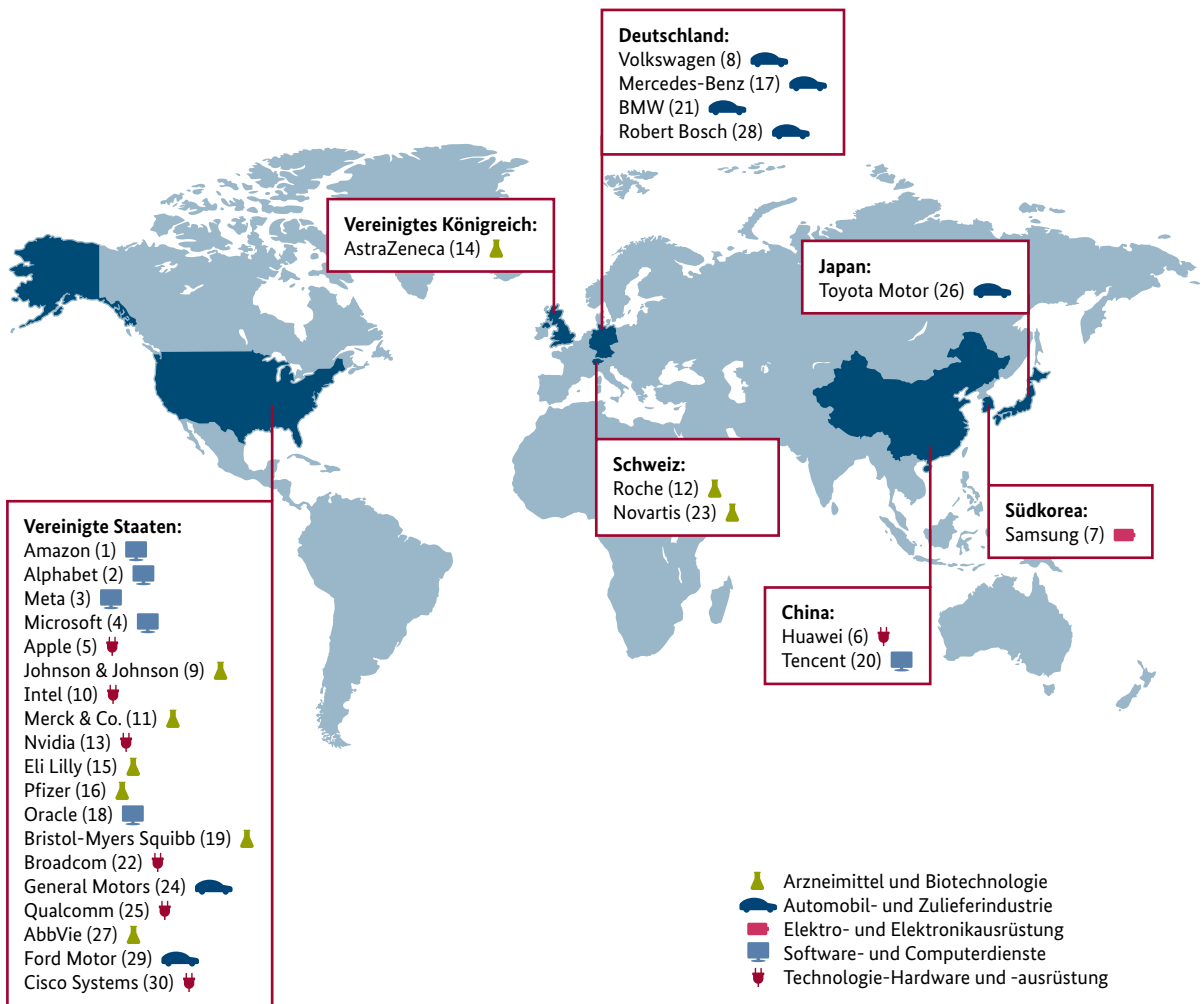 Deutschland:
Volkswagen (8)
Mercedes-Benz (17)
BMW (21)
Robert Bosch (28)
Vereinigtes Königreich:
AstraZeneca (14)
Japan:
Toyota Motor (26)
Schweiz:
Roche (12)
Novartis (23)
Südkorea:
Samsung (7)
China:
Huawei (6)
Tencent (20)
Vereinigte Staaten:
Amazon (1)
Alphabet (2)
Meta (3)
Microsoft (4)
Apple (5)
Johnson & Johnson (9)
Intel (10)
Merck & Co. (11)
Nvidia (13)
Eli Lilly (15)
Pfizer (16)
Oracle (18)
Bristol-Myers Squibb (19)
Broadcom (22)
General Motors (24)
Qualcomm (25)
AbbVie (27)
Ford Motor (29)
Cisco Systems (30)
Arzneimittel und Biotechnologie
Automobil- und Zulieferindustrie
Elektro- und Elektronikausrüstung
Software- und Computerdienste
Technologie-Hardware und -ausrüstung